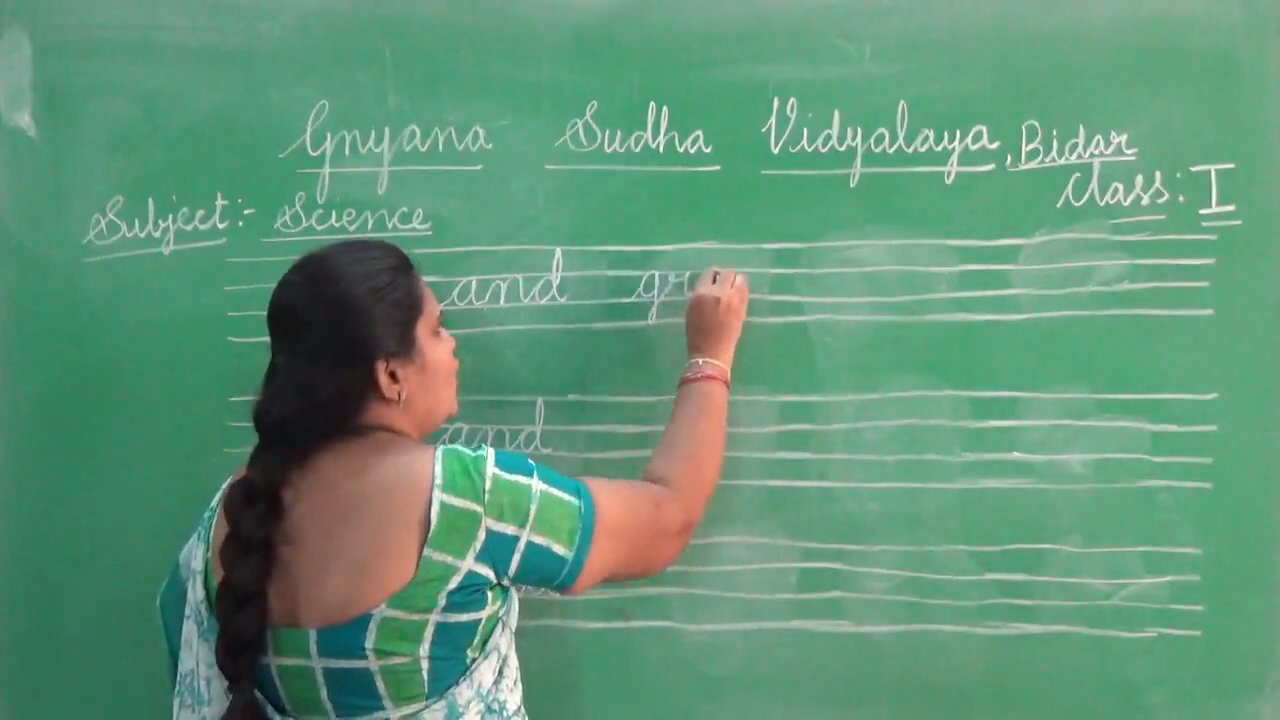 Gnyana Sudha Vidyalaya, Bidar
Class: I
Subject:- Science
and gr
and